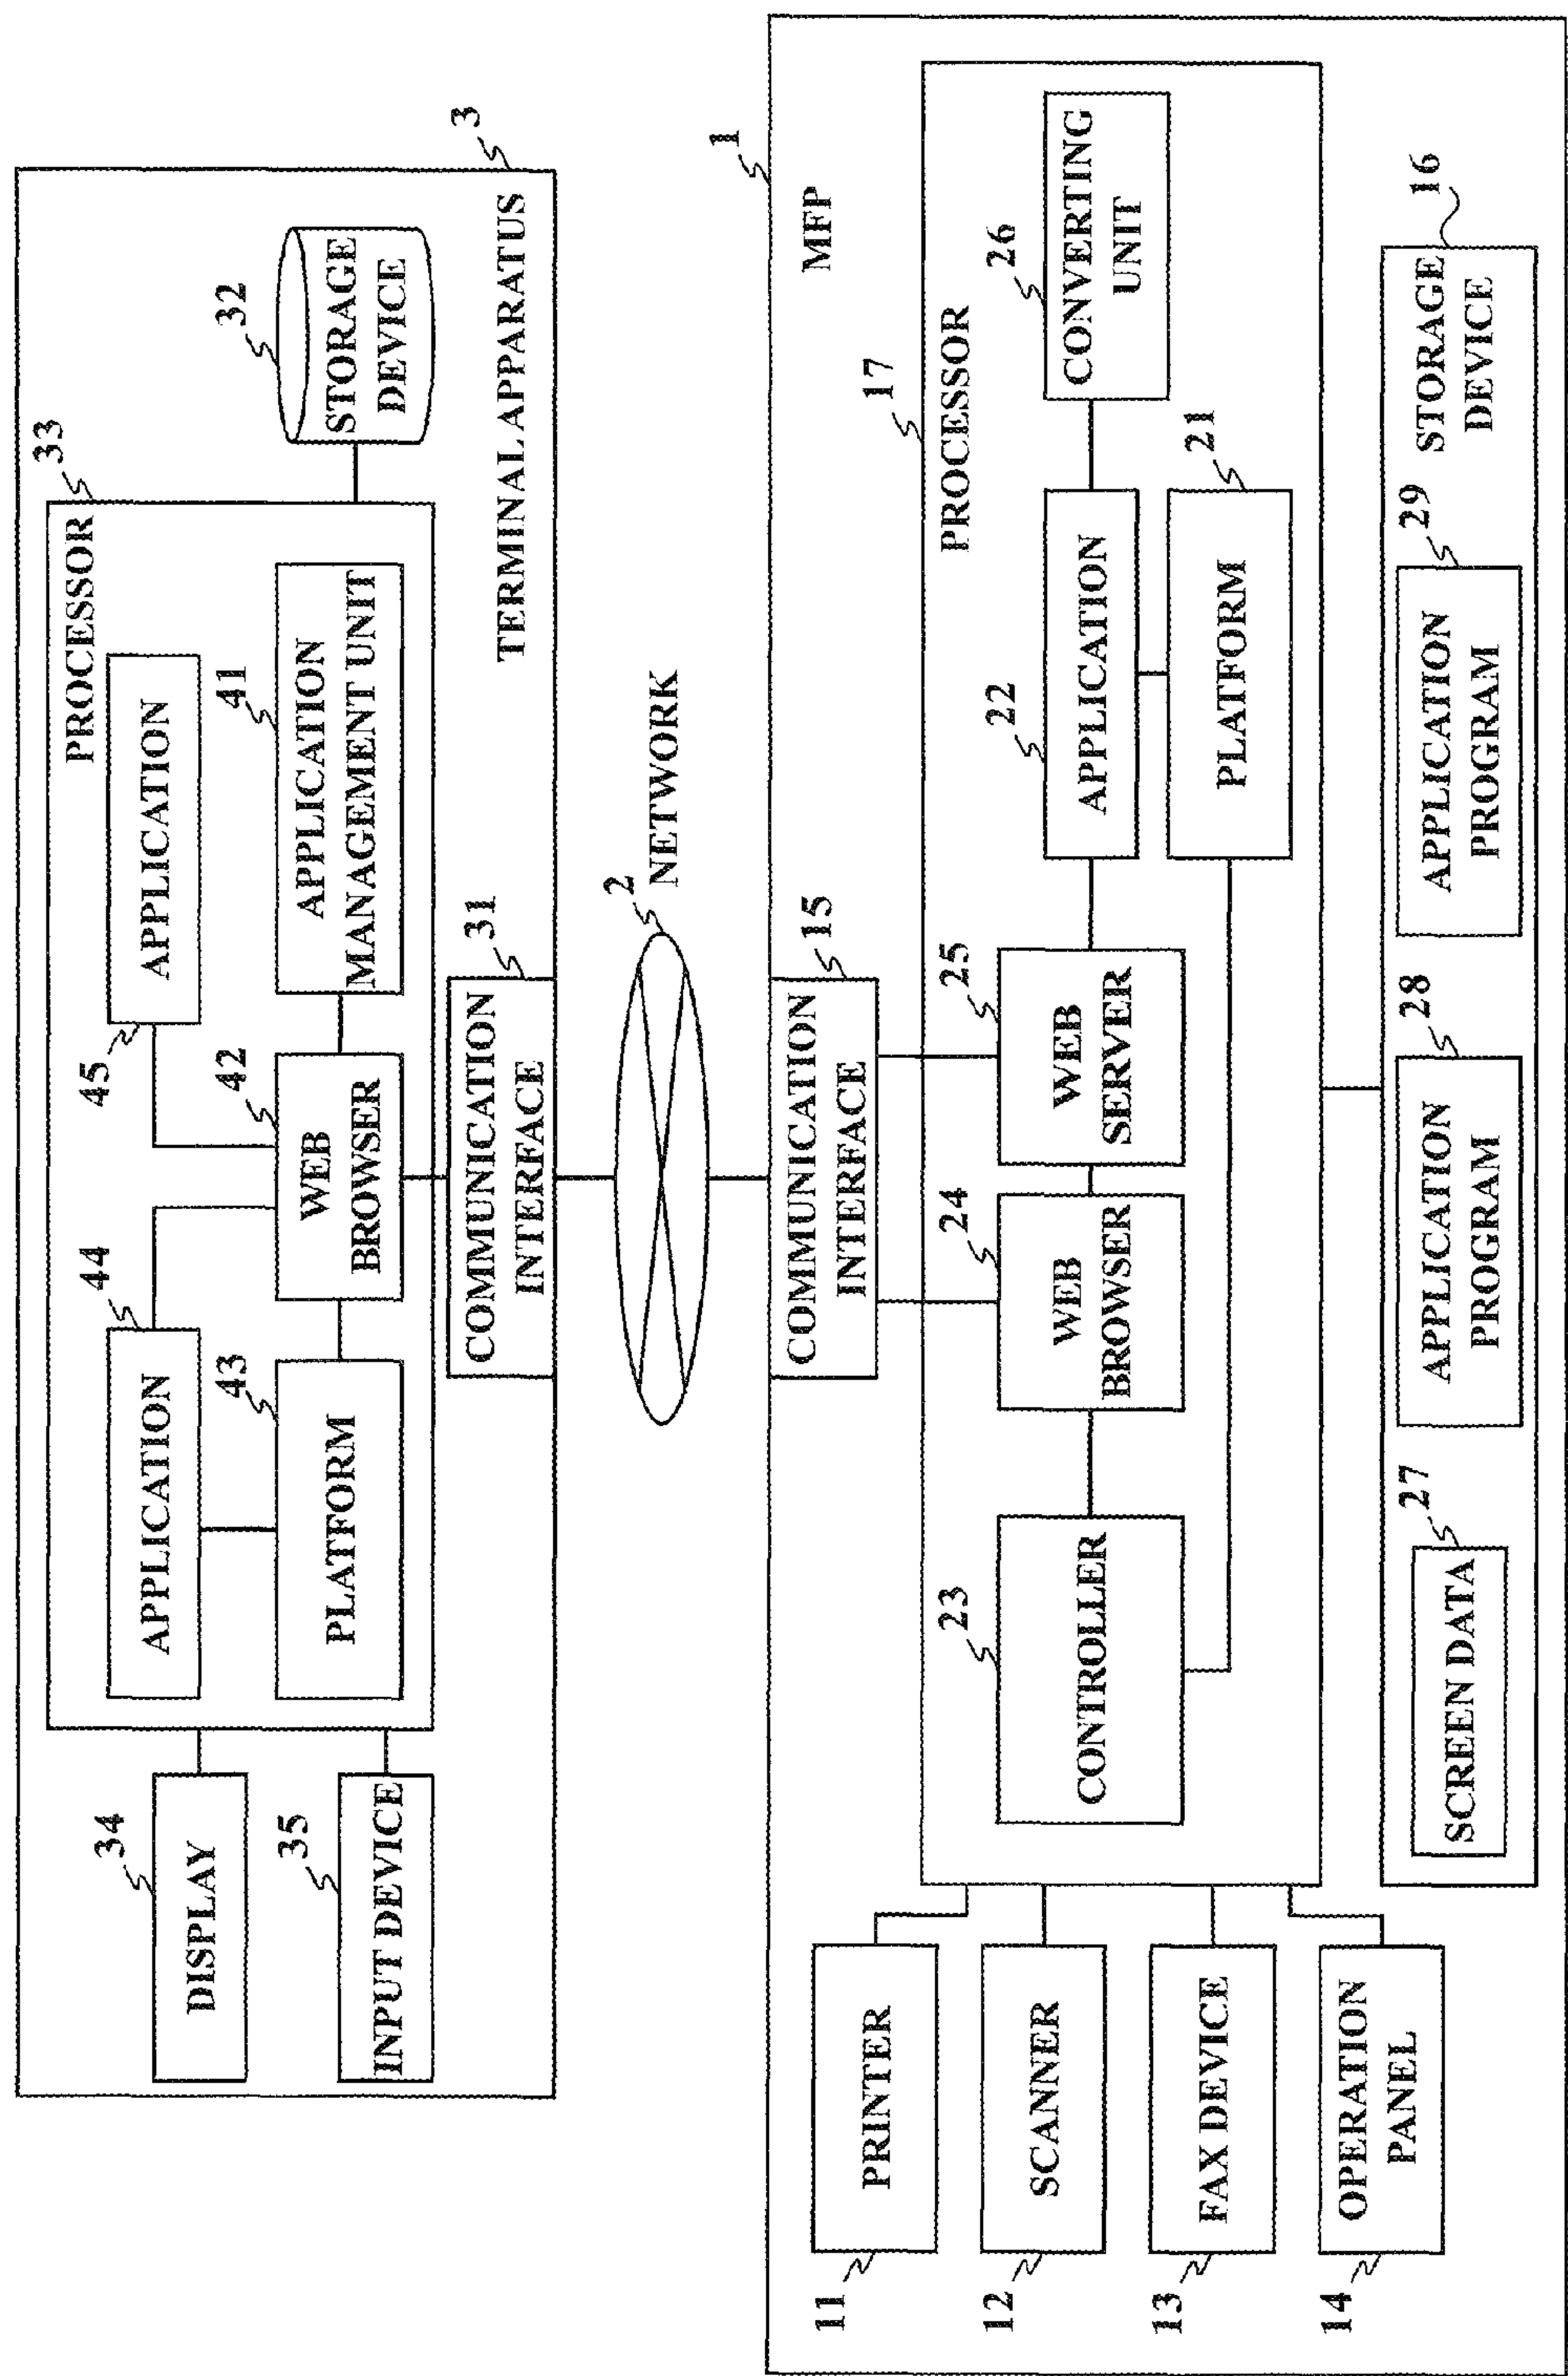 3
33
PROCESSOR
44
APPLICATION
45
APPLICATION
34
DISPLAY
43
PLATFORM
42
WEB
BROWSER
41
APPLICATION
MANAGEMENT UNIT
32
STORAGE
DEVICE
35
INPUT DEVICE
31
COMMUNICATION
INTERFACE
TERMINAL APPARATUS
2
NETWORK
1
MFP
15
COMMUNICATION
INTERFACE
17
PROCESSOR
11
PRINTER
12
SCANNER
13
FAX DEVICE
14
OPERATION
PANEL
23
CONTROLLER
24
WEB
BROWSER
25
WEB
SERVER
22
APPLICATION
26
CONVERTING
UNIT
21
PLATFORM
16
STORAGE
DEVICE
27
SCREEN DATA
28
APPLICATION
PROGRAM
29
APPLICATION
PROGRAM